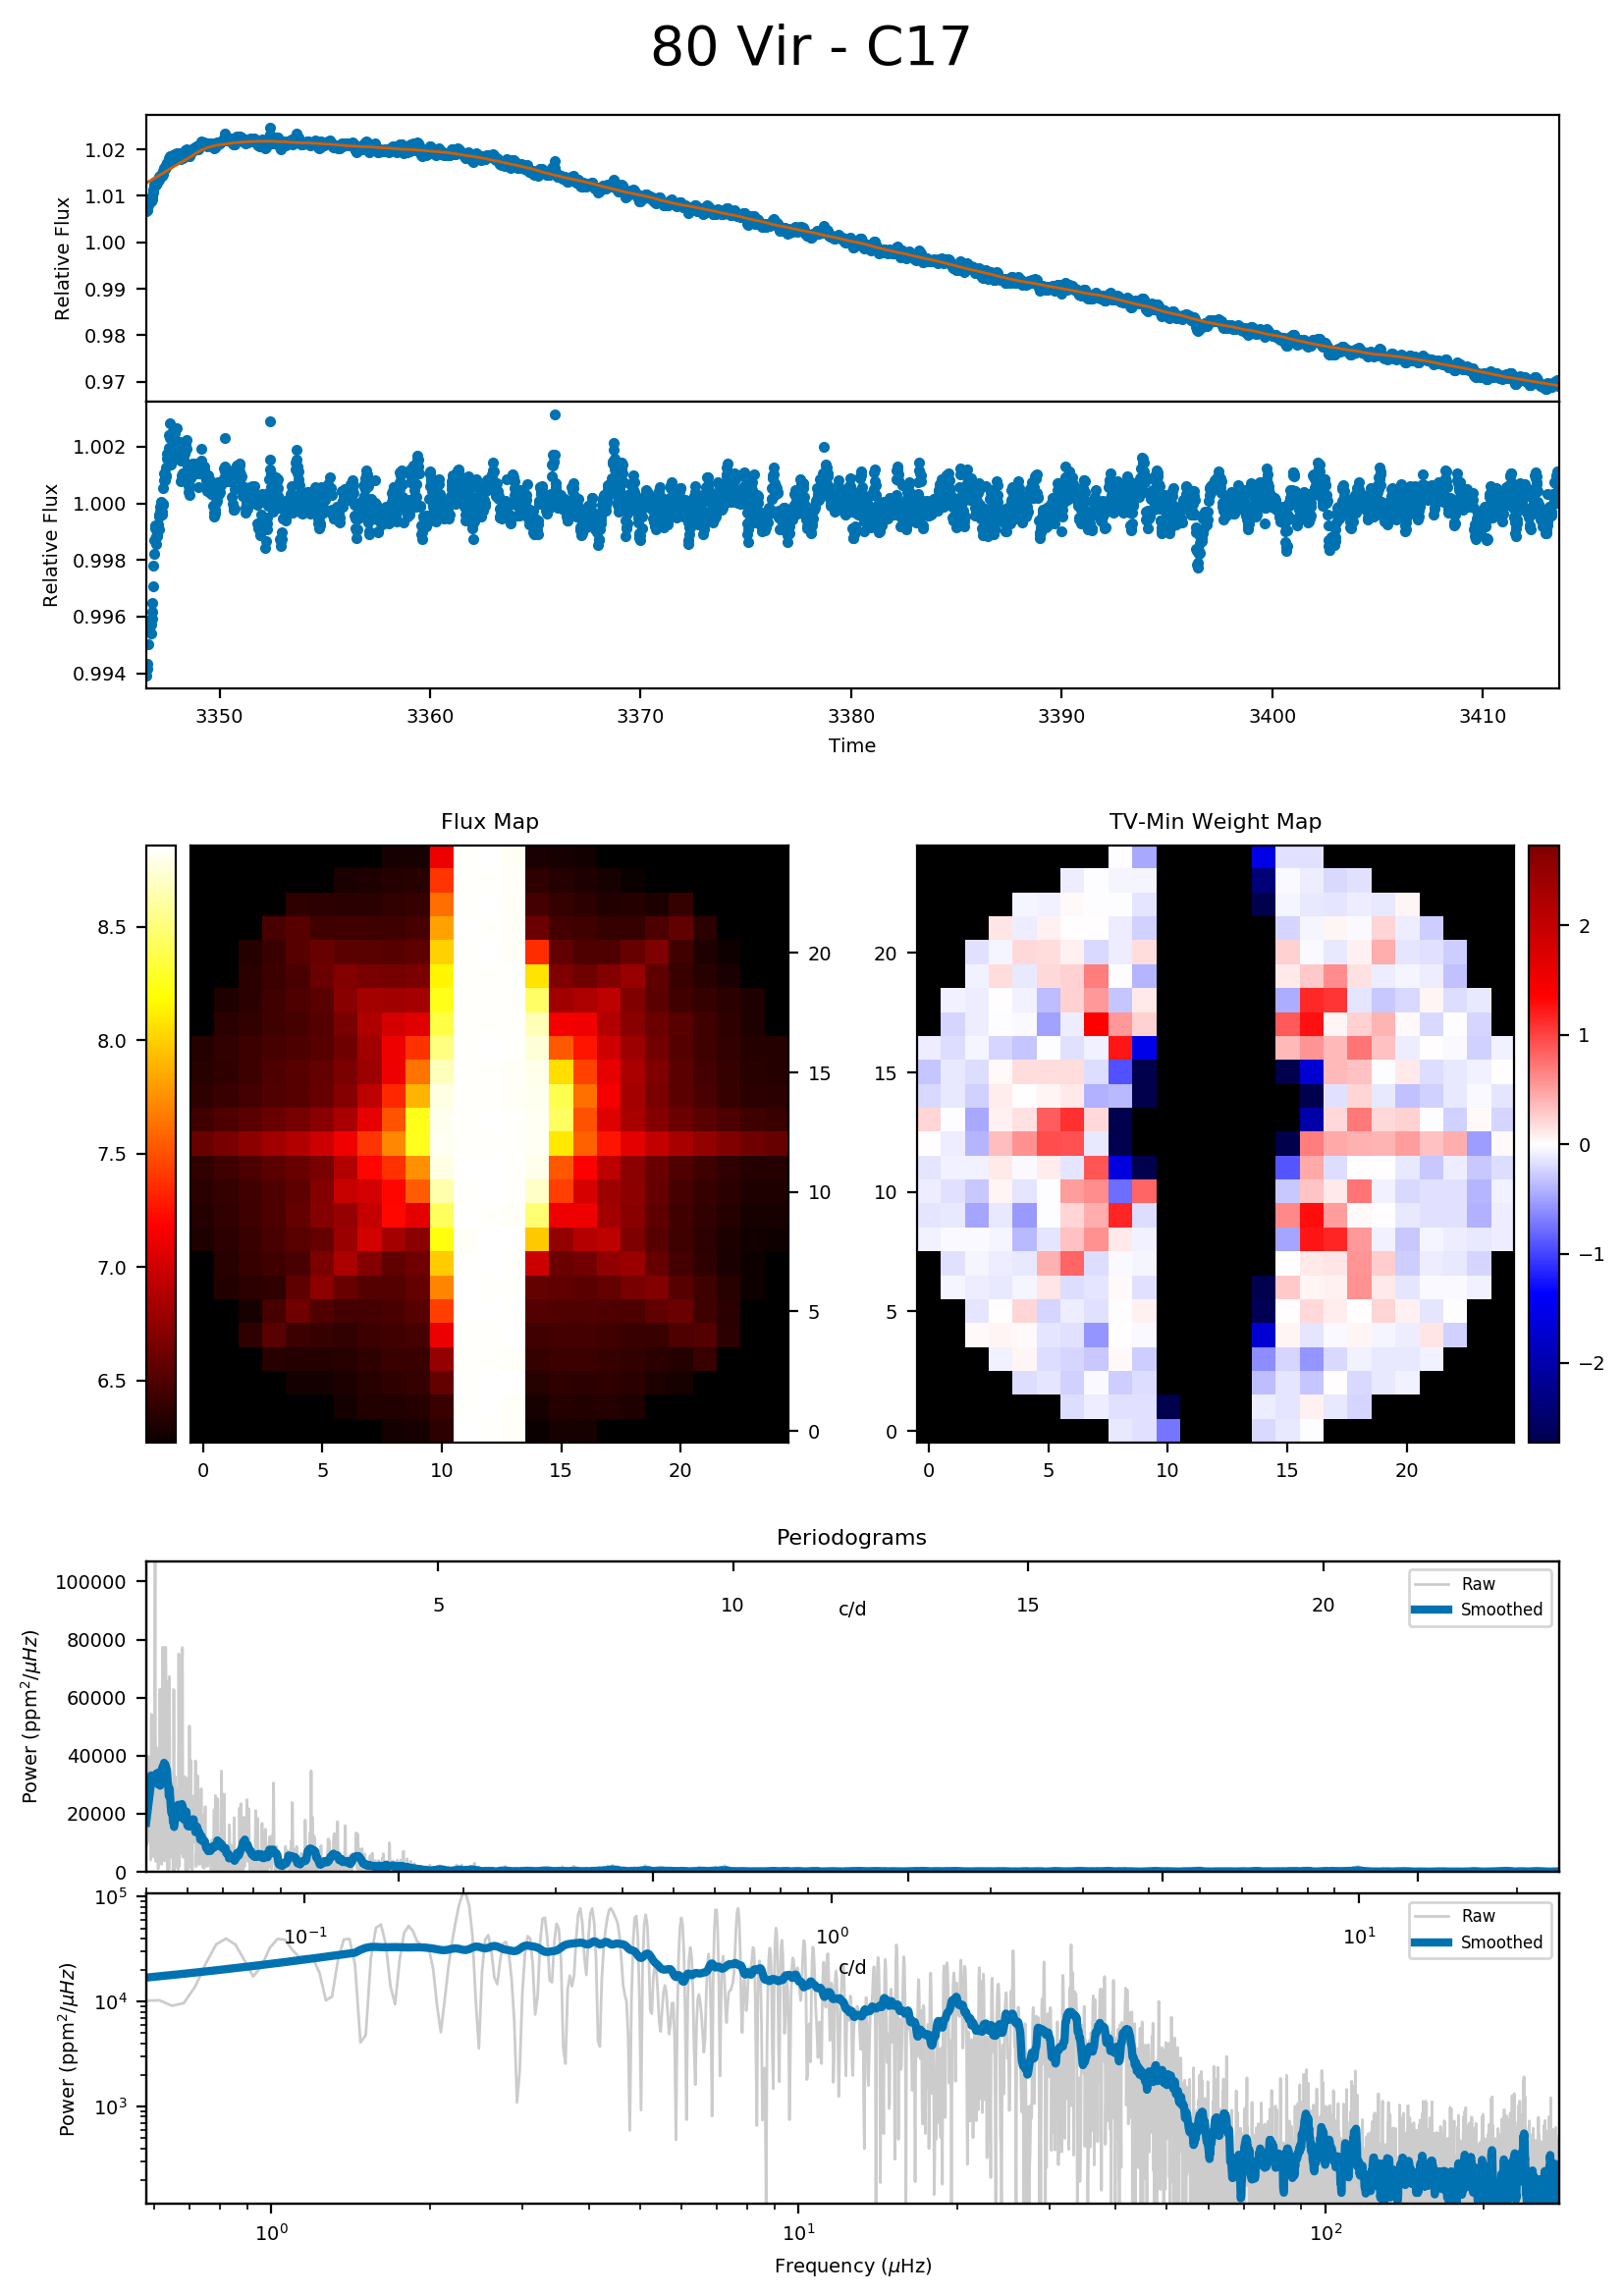 80 Vir - C17
1.02
1.01
1.00
0.99
0.98
0.97
Relative Flux
1.002
1.000
0.998
0.996
0.994
Relative Flux
3350 3360 3370 3380 3390 3400 3410
Time
Flux Map
8.5
8.0
7.5
7.0
6.5
20
15
10
5
0
0 5 10 15 20
TV-Min Weight Map
20
15
10
5
0
0 5 10 15 20
2
1
0
−1
−2
Periodograms
100000
80000
60000
40000
20000
0
Power (ppm²/μHz)
5 10 15 20
c/d
Raw
Smoothed
10⁵
10⁴
10³
Power (ppm²/μHz)
10⁻¹ 10⁰ 10¹
c/d
Raw
Smoothed
10⁰ 10¹ 10²
Frequency (μHz)